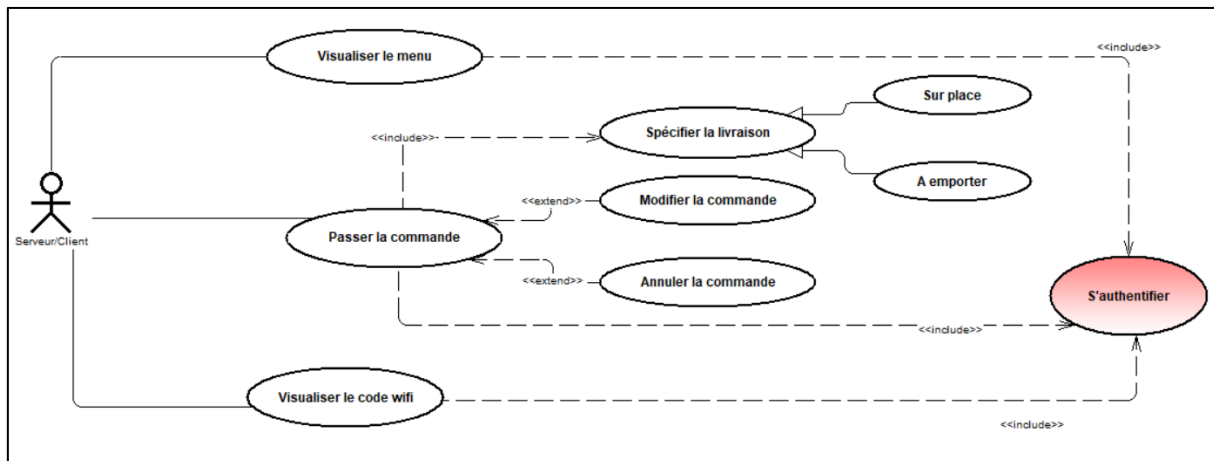 Visualiser le menu
<<include>>
Sur place
<<include>>
Spécifier la livraison
A emporter
<<extend>>
Modifier la commande
Serveur/Client
Passer la commande
<<extend>>
Annuler la commande
S'authentifier
<<include>>
Visualiser le code wifi
<<include>>